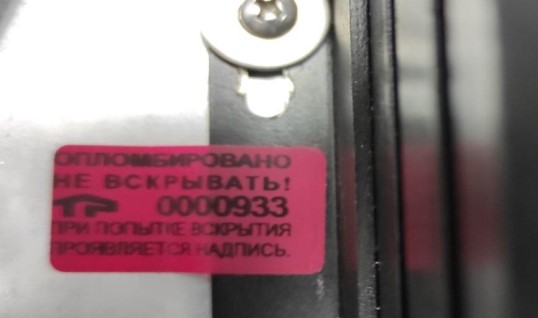 ОПЛОМБИРОВАНО
НЕ ВСКРЫВАТЬ!
0000933
ПРИ ПОПЫТКЕ ВСКРЫТИЯ
ПРОЯВЛЯЕТСЯ НАДПИСЬ.